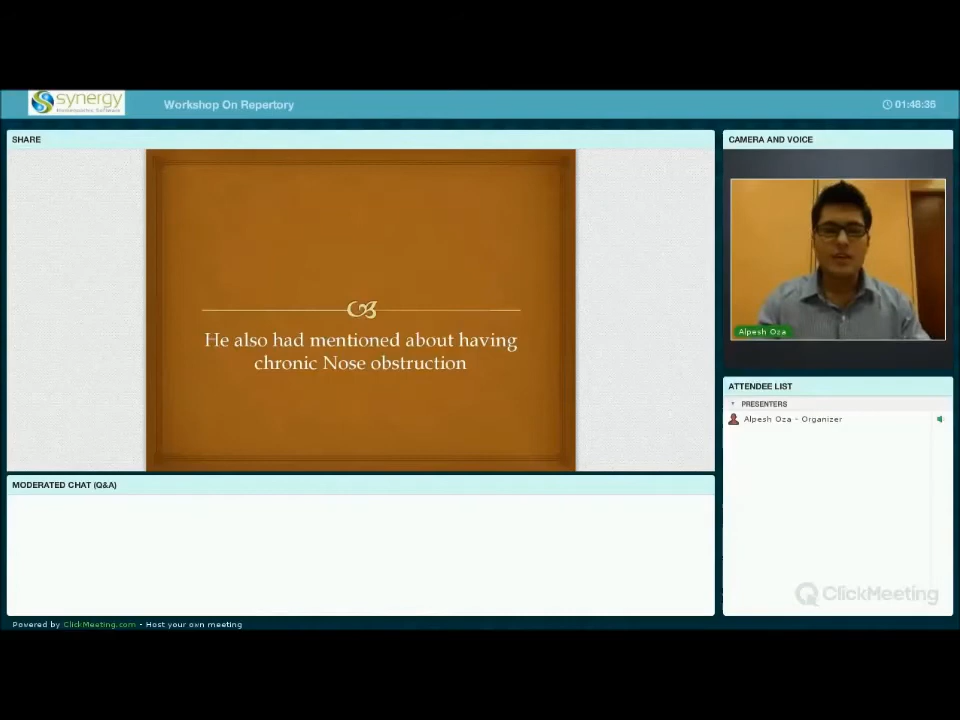 synergy
Homeopathic Software
Workshop On Repertory
01:48:36
SHARE
He also had mentioned about having
chronic Nose obstruction
CAMERA AND VOICE
Alpesh Oza
ATTENDEE LIST
PRESENTERS
Alpesh Oza - Organizer
MODERATED CHAT (Q&A)
ClickMeeting
Powered by ClickMeeting.com - Host your own meeting